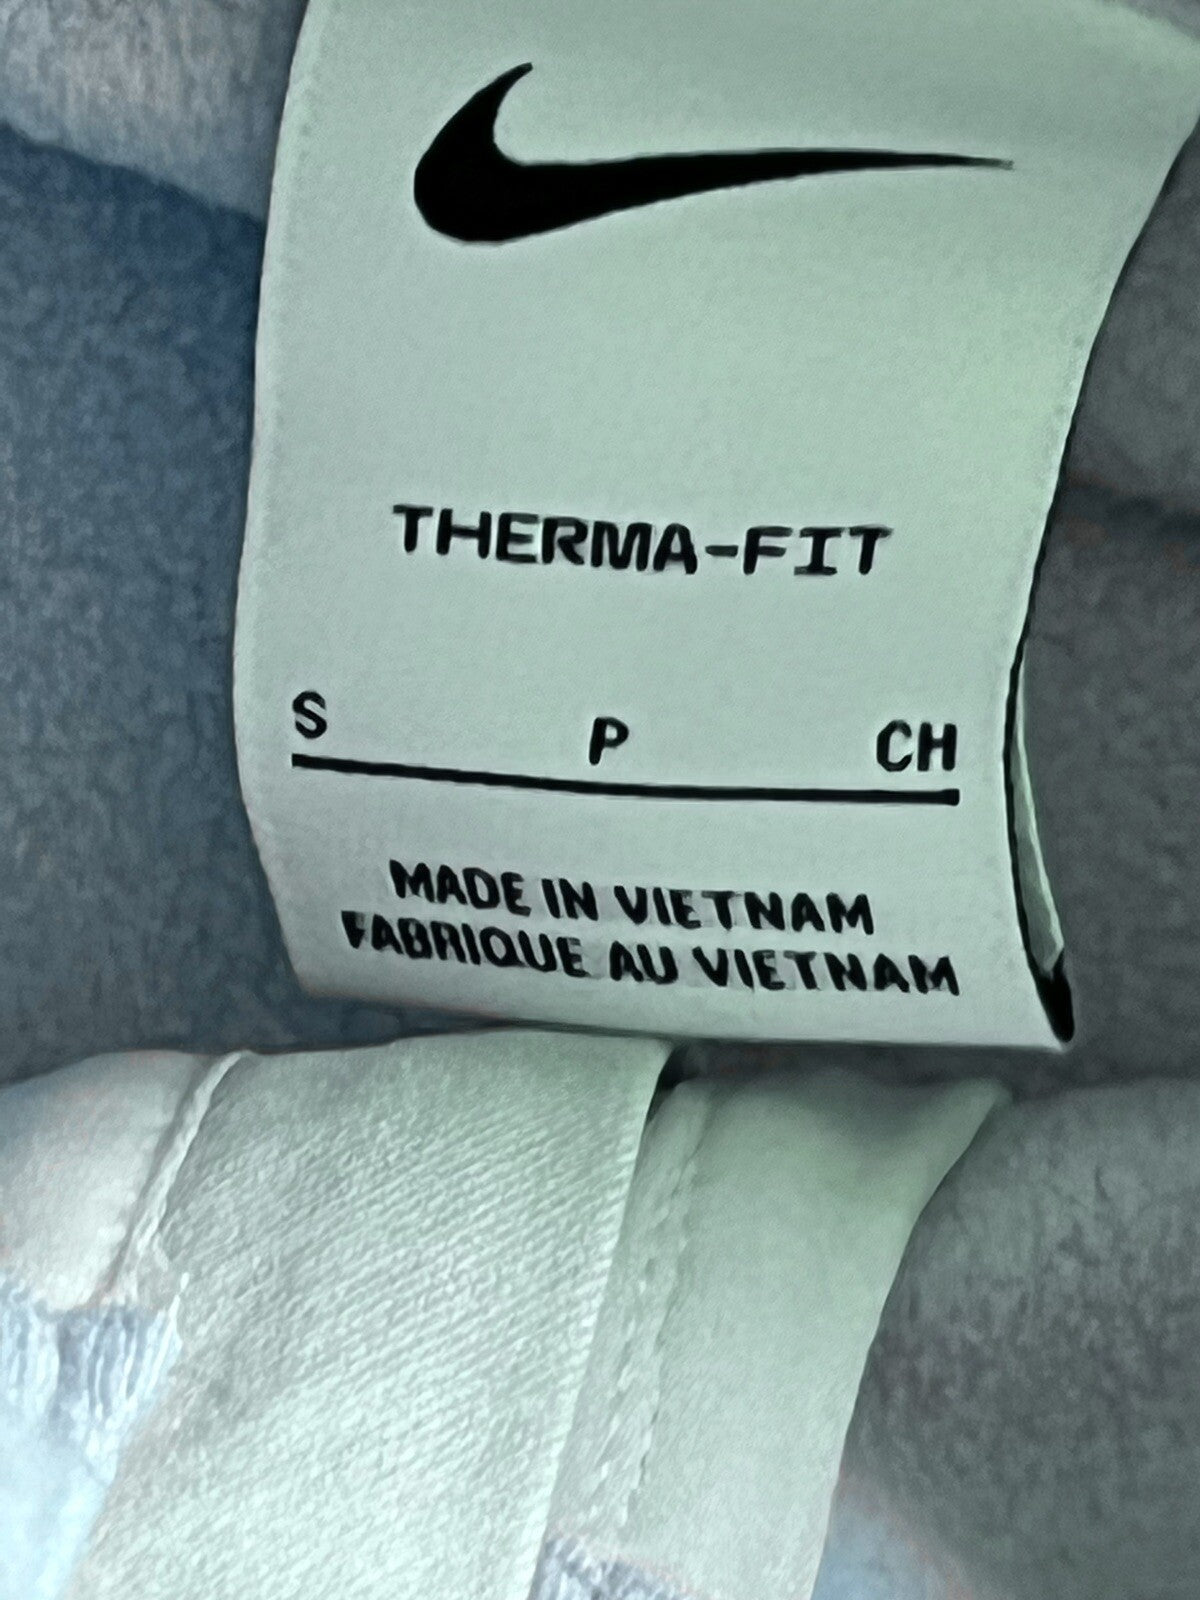 THERMA-FIT
S P CH
MADE IN VIETNAM
FABRIQUE AU VIETNAM